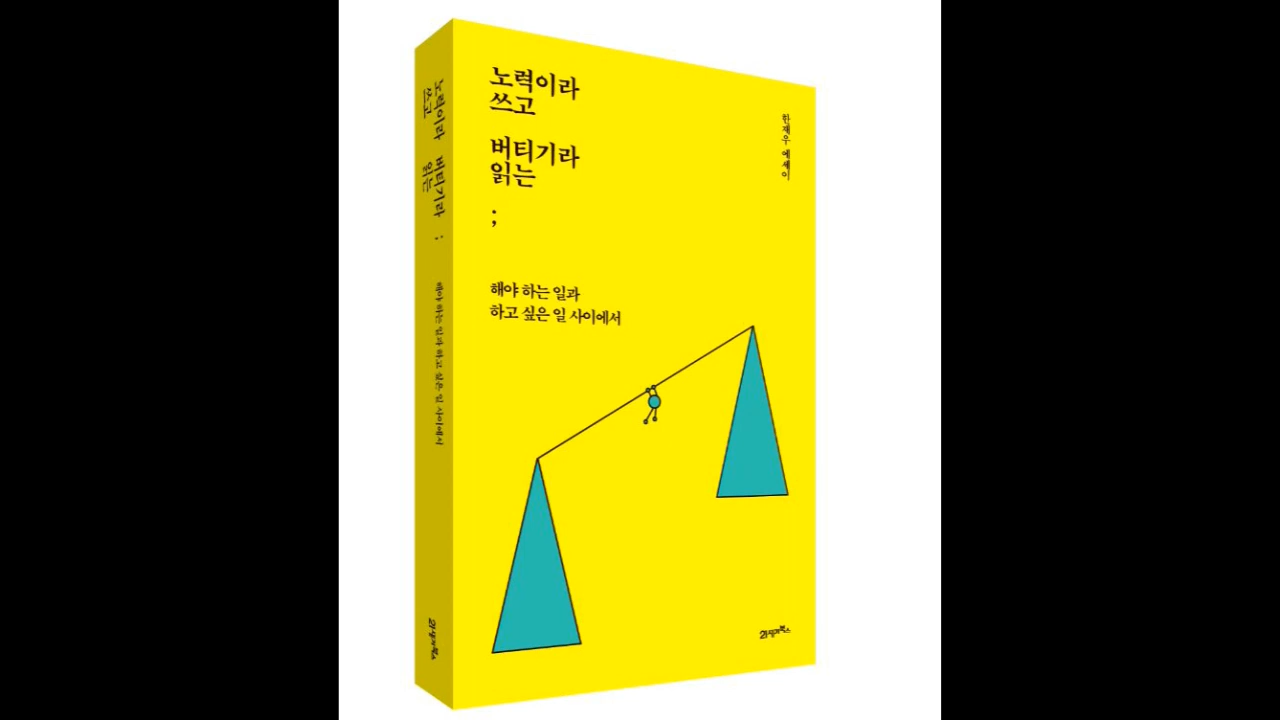 노력이라
쓰고
버티기라
읽는
;
해야 하는 일과
하고 싶은 일 사이에서
한재우 에세이
21세기북스
노력이라
쓰고
버티기라
읽는
;
해야 하는 일과 하고 싶은 일 사이에서
21세기북스